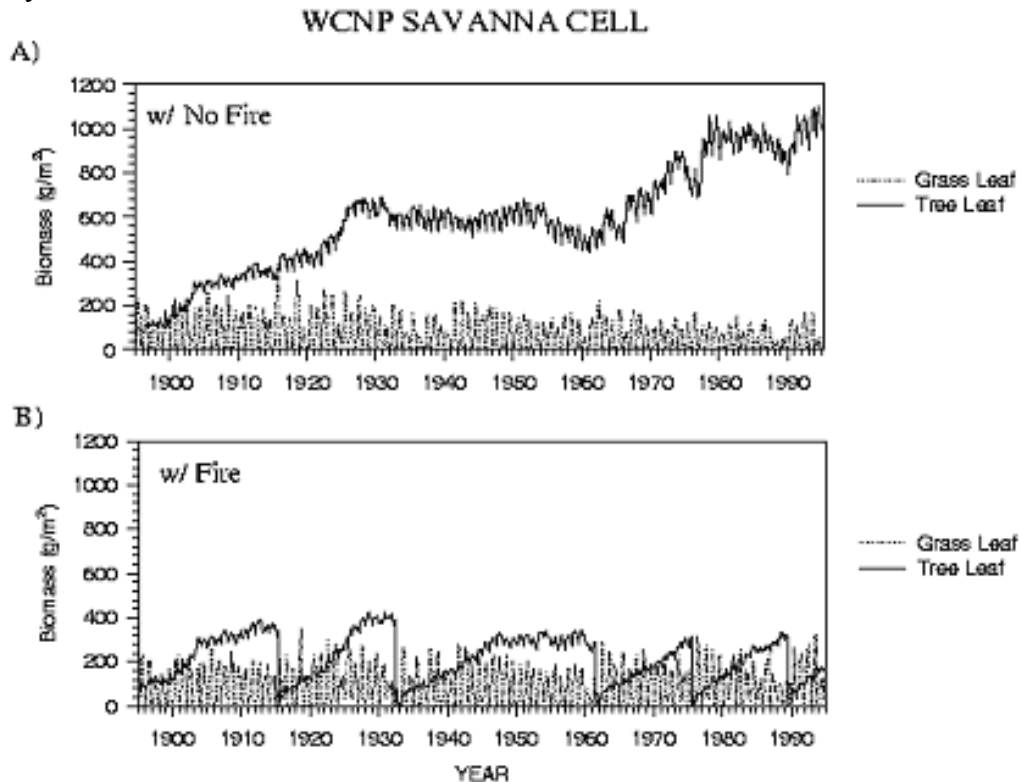 WCNP SAVANNA CELL
A)
w/ No Fire
1200
1000
800
600
400
200
0
Biomass (g/m²)
1900 1910 1920 1930 1940 1950 1960 1970 1980 1990
Grass Leaf
Tree Leaf
B)
w/ Fire
1200
1000
800
600
400
200
0
Biomass (g/m²)
1900 1910 1920 1930 1940 1950 1960 1970 1980 1990
YEAR
Grass Leaf
Tree Leaf